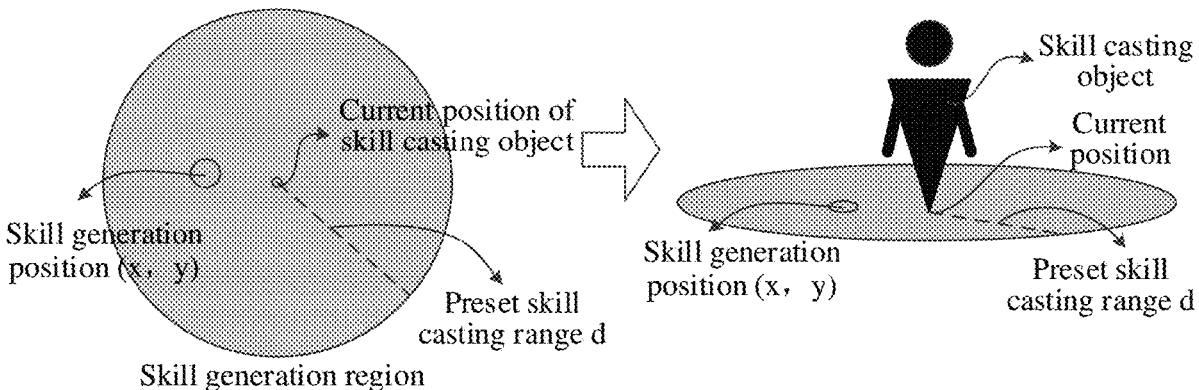 Current position of
skill casting object
Skill generation
position (x， y)
Preset skill
casting range d
Skill generation region
Skill casting
object
Current
position
Skill generation
position (x， y)
Preset skill
casting range d